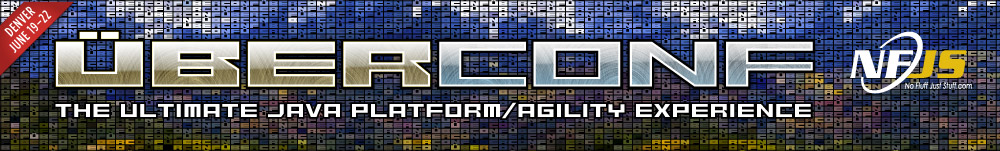 DENVER
JUNE 19-22
ÜBERCONF
THE ULTIMATE JAVA PLATFORM/AGILITY EXPERIENCE
NFJS
No Fluff Just Stuff.com